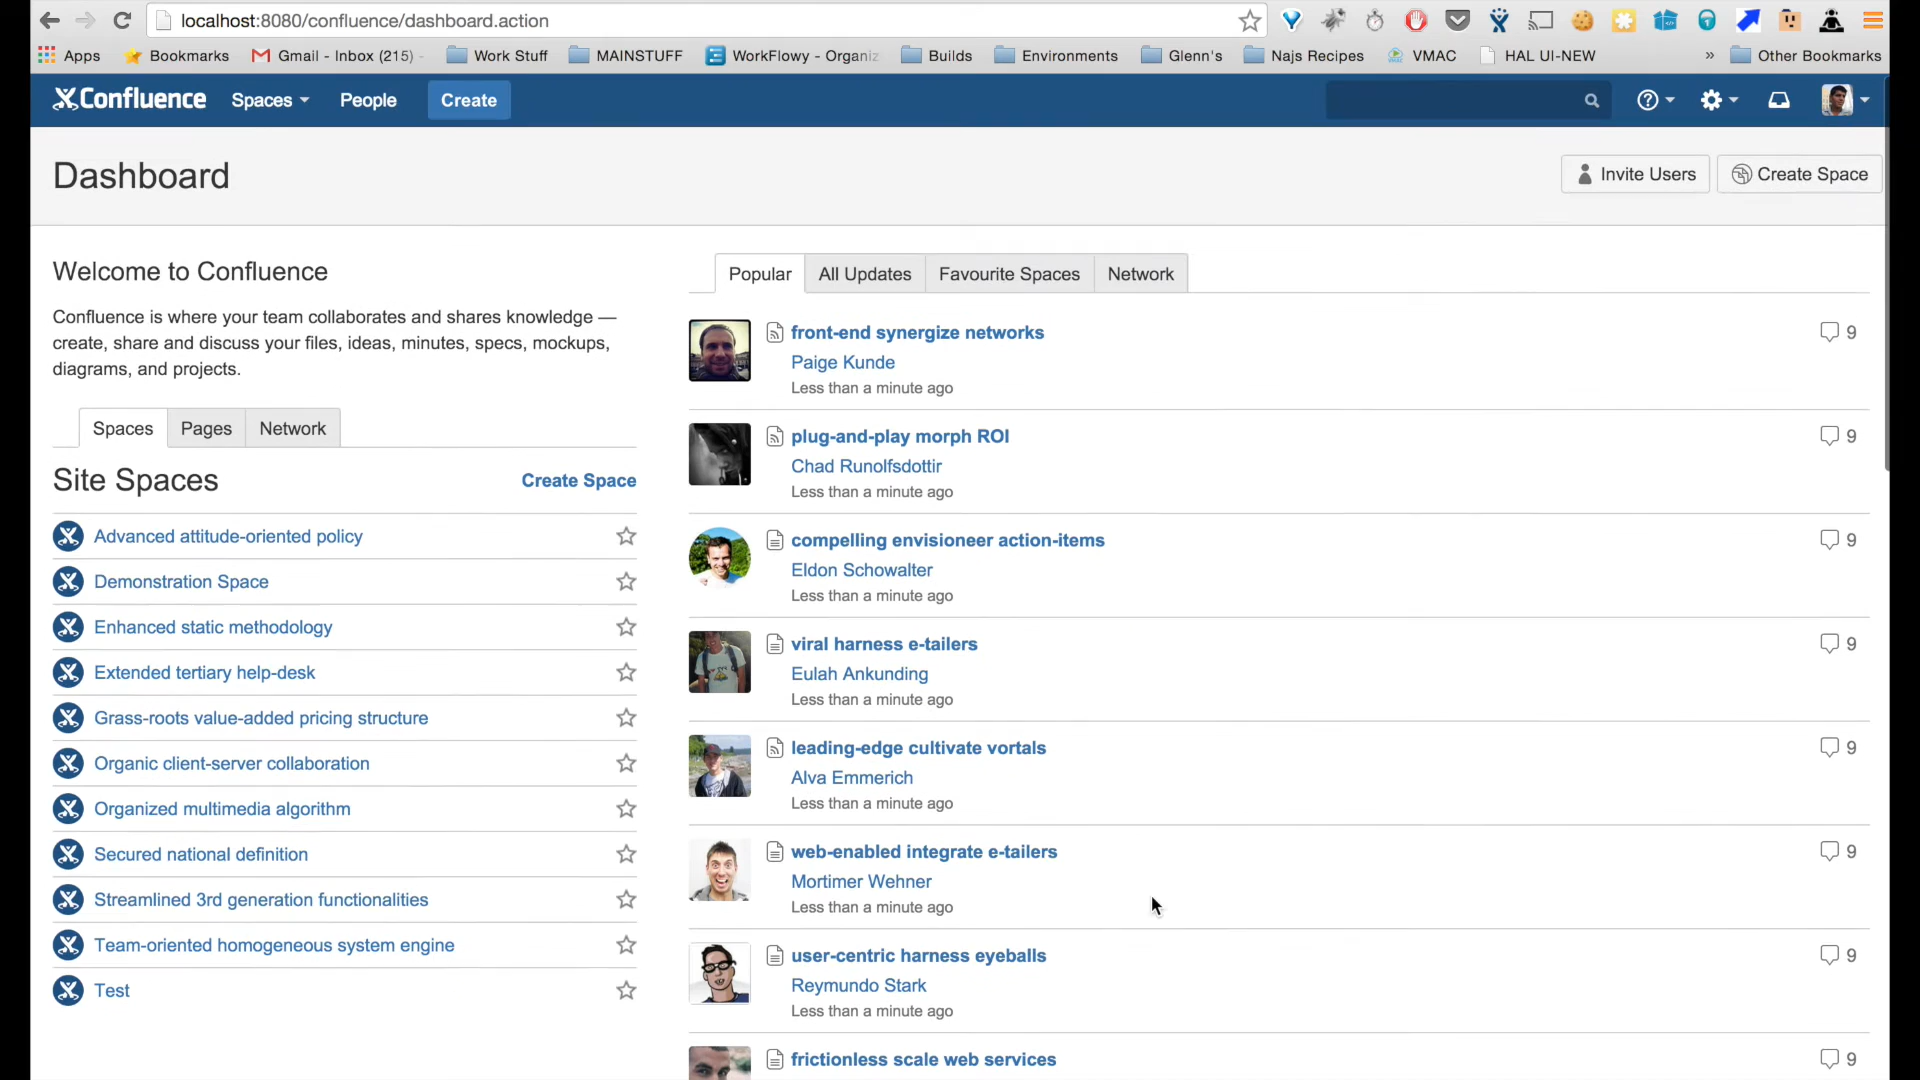 localhost:8080/confluence/dashboard.action
Apps Bookmarks Gmail - Inbox (215) - Work Stuff MAINSTUFF WorkFlowy - Organiz Builds Environments Glenn's Najs Recipes VMAC HAL UI-NEW » Other Bookmarks
Confluence Spaces People Create
Dashboard
Invite Users Create Space
Welcome to Confluence
Confluence is where your team collaborates and shares knowledge —
create, share and discuss your files, ideas, minutes, specs, mockups,
diagrams, and projects.
Spaces Pages Network
Site Spaces Create Space
Advanced attitude-oriented policy
Demonstration Space
Enhanced static methodology
Extended tertiary help-desk
Grass-roots value-added pricing structure
Organic client-server collaboration
Organized multimedia algorithm
Secured national definition
Streamlined 3rd generation functionalities
Team-oriented homogeneous system engine
Test
Popular All Updates Favourite Spaces Network
front-end synergize networks 9
Paige Kunde
Less than a minute ago
plug-and-play morph ROI 9
Chad Runolfsdottir
Less than a minute ago
compelling envisioneer action-items 9
Eldon Schowalter
Less than a minute ago
viral harness e-tailers 9
Eulah Ankunding
Less than a minute ago
leading-edge cultivate vortals 9
Alva Emmerich
Less than a minute ago
web-enabled integrate e-tailers 9
Mortimer Wehner
Less than a minute ago
user-centric harness eyeballs 9
Reymundo Stark
Less than a minute ago
frictionless scale web services 9